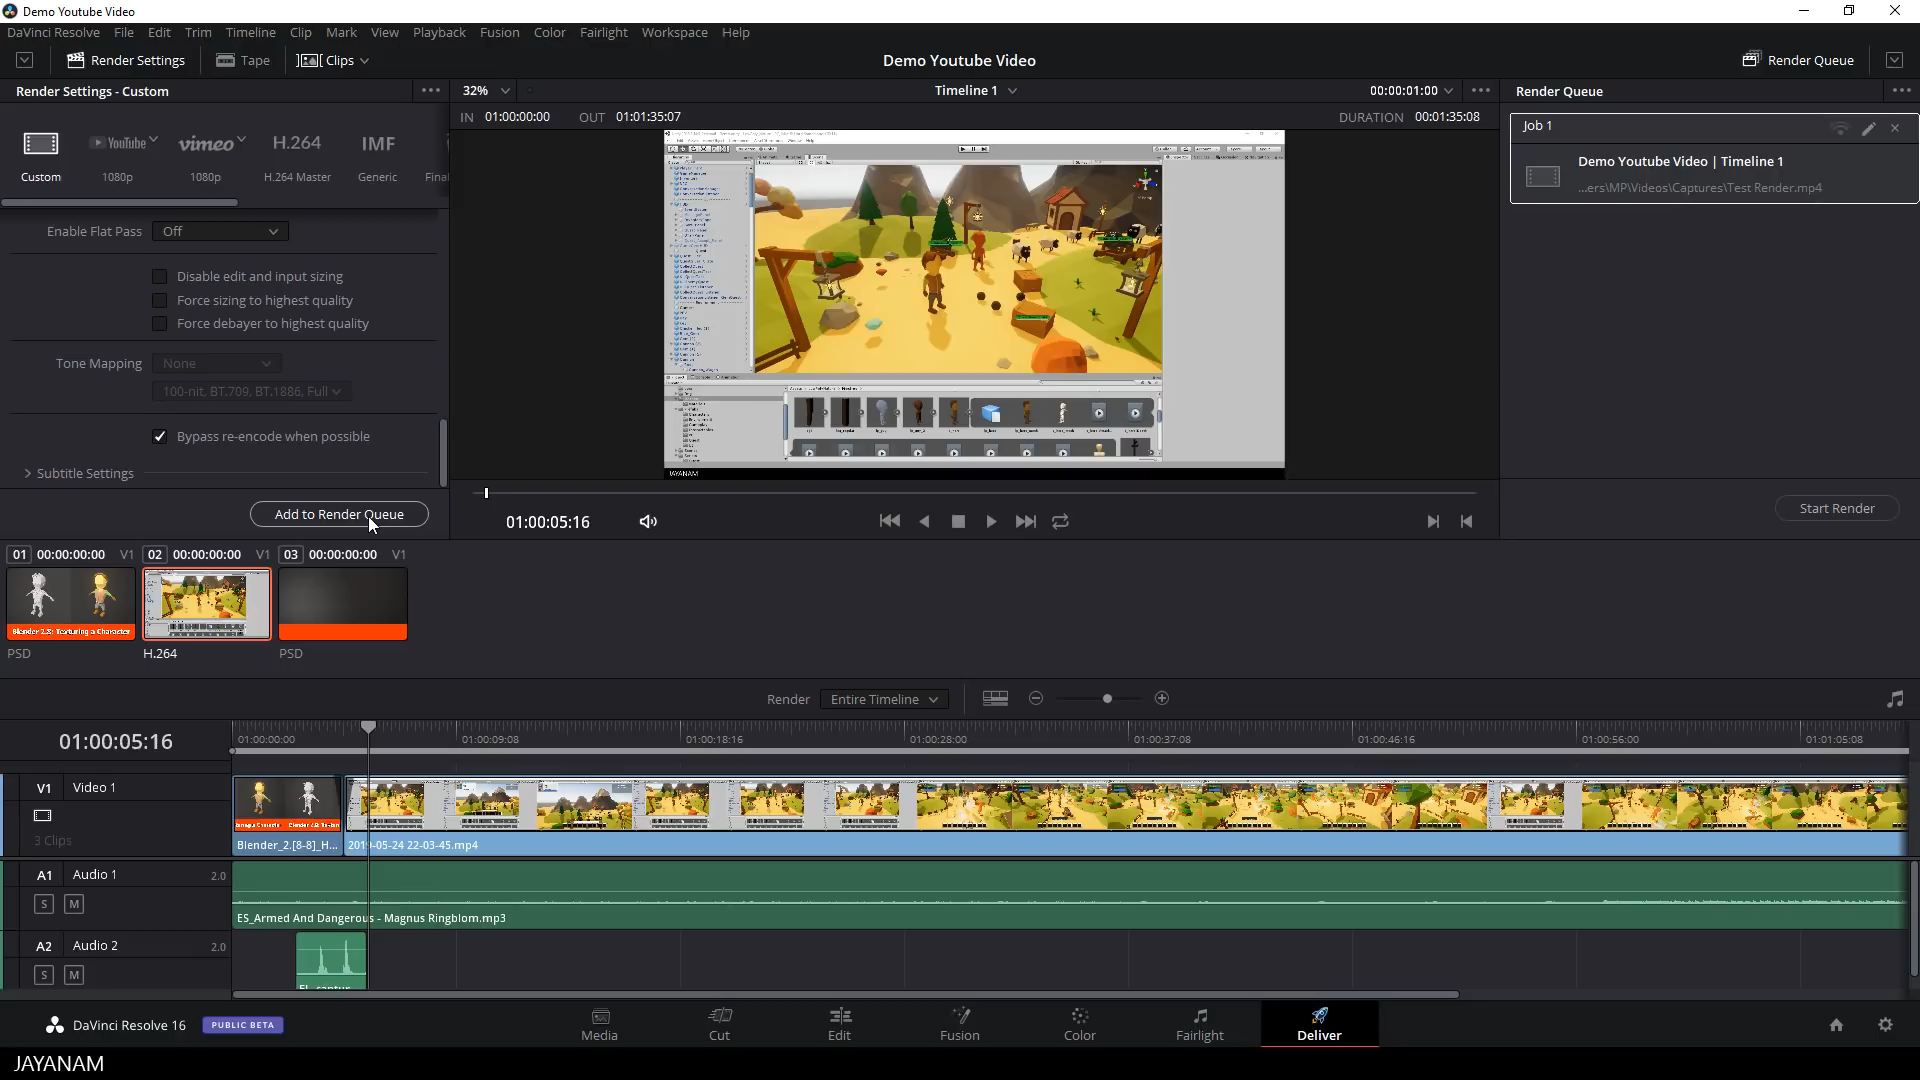 Demo Youtube Video
DaVinci Resolve File Edit Trim Timeline Clip Mark View Playback Fusion Color Fairlight Workspace Help
Render Settings Tape Clips Demo Youtube Video Render Queue
Render Settings - Custom 32% Timeline 1 00:00:01:00 Render Queue
IN 01:00:00:00 OUT 01:01:35:07 DURATION 00:01:35:08
Job 1
YouTube vimeo H.264 IMF
Custom 1080p 1080p H.264 Master Generic Final
Demo Youtube Video | Timeline 1
...ers\MP\Videos\Captures\Test Render.mp4
Enable Flat Pass Off
Disable edit and input sizing
Force sizing to highest quality
Force debayer to highest quality
Tone Mapping None
100-nit, BT.709, BT.1886, Full
Bypass re-encode when possible
Subtitle Settings
JAYANAM
Add to Render Queue
01:00:05:16
Start Render
01 00:00:00:00 V1 02 00:00:00:00 V1 03 00:00:00:00 V1
Blender 2.8: Texturing a Character
PSD H.264 PSD
Render Entire Timeline
01:00:05:16
01:00:00:00 01:00:09:08 01:00:18:16 01:00:28:00 01:00:37:08 01:00:46:16 01:00:56:00 01:01:05:08
V1 Video 1
3 Clips
Blender_2.[8-8]_H... 2019-05-24 22-03-45.mp4
A1 Audio 1 2.0
S M
ES_Armed And Dangerous - Magnus Ringblom.mp3
A2 Audio 2 2.0
S M
DaVinci Resolve 16 PUBLIC BETA
Media Cut Edit Fusion Color Fairlight Deliver
JAYANAM